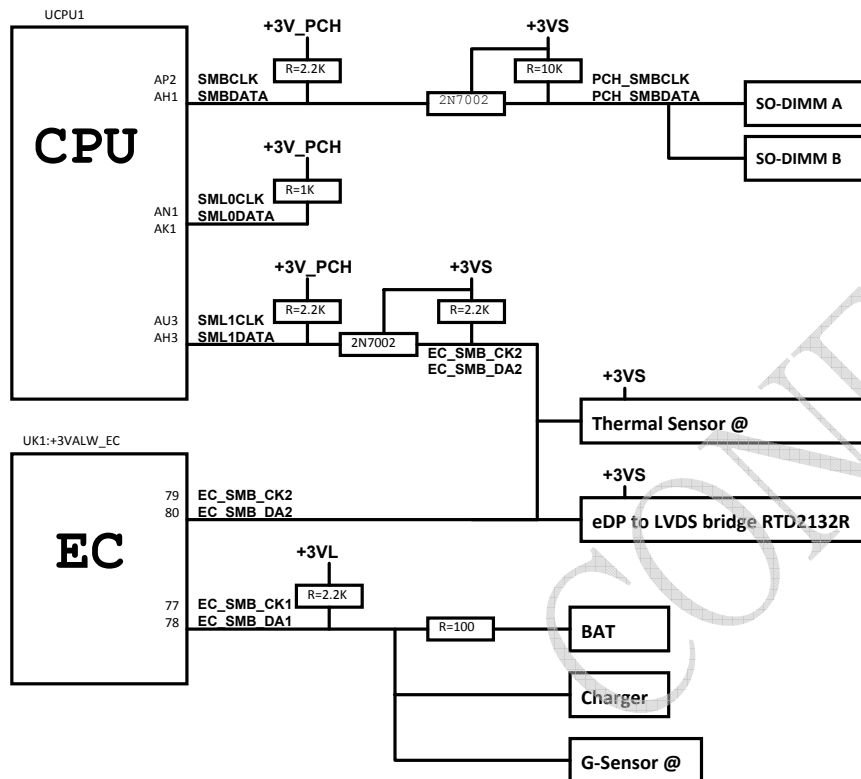 UCPU1
+3V_PCH
+3VS
R=2.2K
R=10K
AP2
SMBCLK
PCH_SMBCLK
AH1
SMBDATA
2N7002
PCH_SMBDATA
SO-DIMM A
CPU
+3V_PCH
SO-DIMM B
R=1K
AN1
SML0CLK
AK1
SML0DATA
+3V_PCH
+3VS
R=2.2K
R=2.2K
AU3
SML1CLK
AH3
SML1DATA
2N7002
EC_SMB_CK2
EC_SMB_DA2
+3VS
Thermal Sensor @
UK1:+3VALW_EC
+3VS
79
EC_SMB_CK2
80
EC_SMB_DA2
eDP to LVDS bridge RTD2132R
EC
+3VL
R=2.2K
77
EC_SMB_CK1
78
EC_SMB_DA1
R=100
BAT
Charger
G-Sensor @